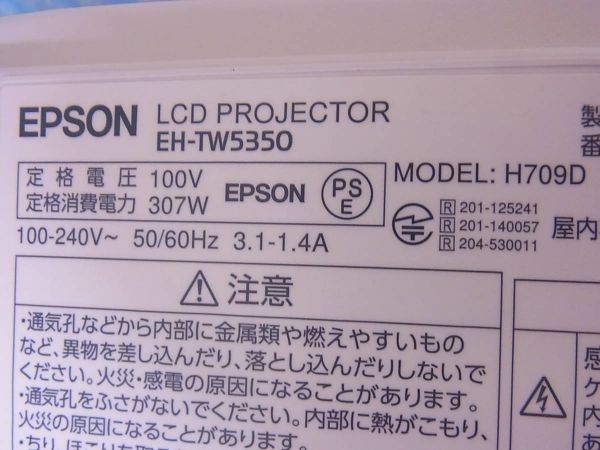 EPSON LCD PROJECTOR
EH-TW5350
製
番
定格電圧 100V
定格消費電力 307W
EPSON
PS
E
MODEL: H709D
R 201-125241
R 201-140057
R 204-530011
屋内
100-240V~ 50/60Hz 3.1-1.4A
注意
・通気孔などから内部に金属類や燃えやすいもの
など、異物を差し込んだり、落とし込んだりしないで
ください。火災・感電の原因になることがあります。
・通気孔をふさがないでください。内部に熱がこもり、
火災の原因になることがあります。
・ちり、ほこりを
感
ケ
内